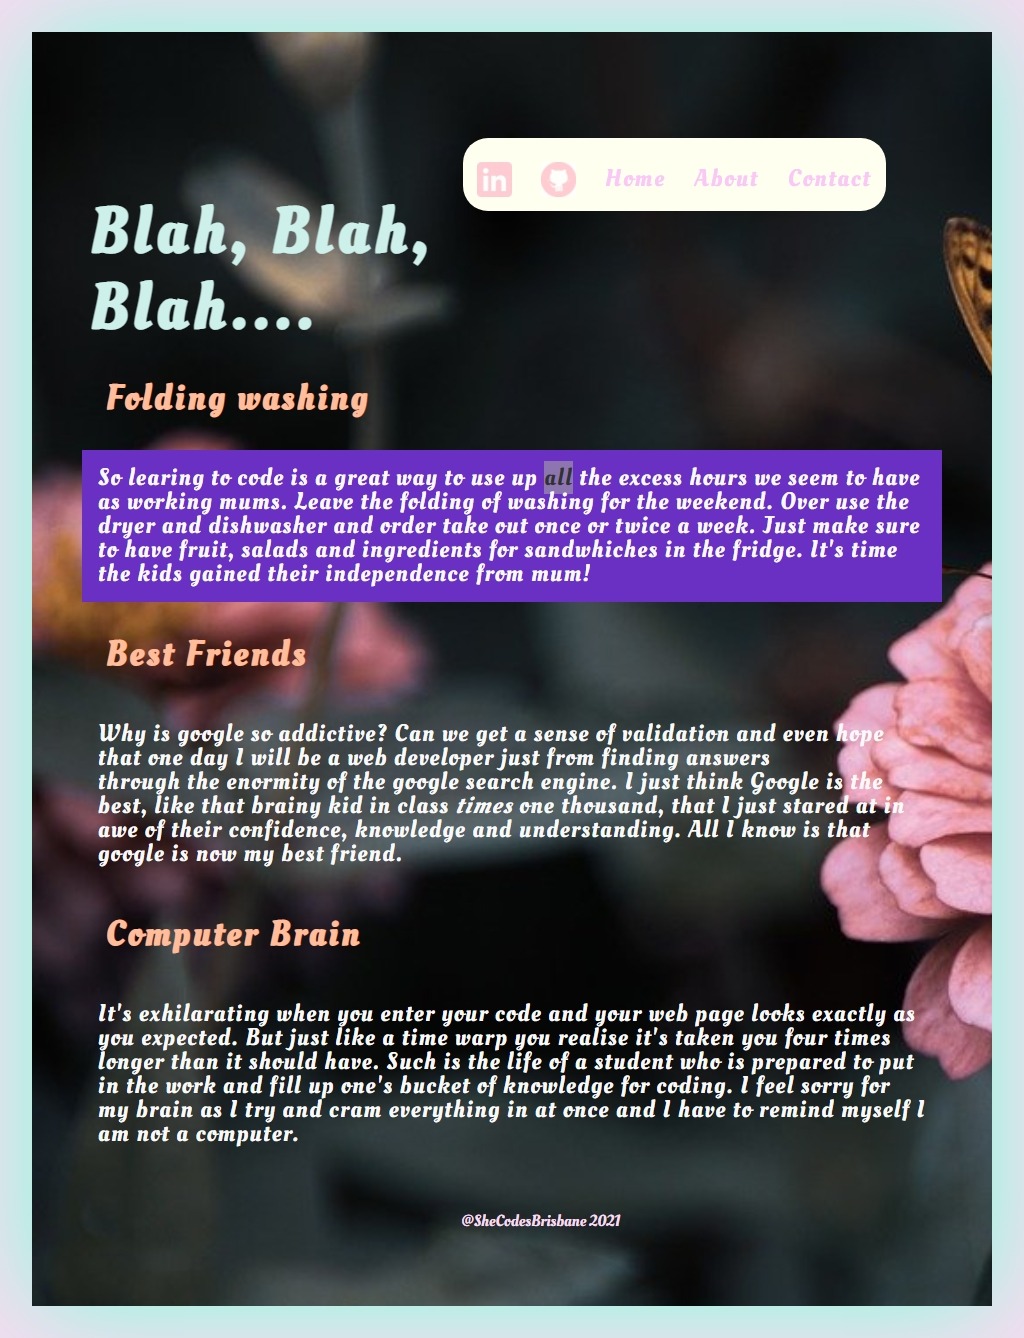 in Home About Contact
Blah, Blah,
Blah....
Folding washing
So learing to code is a great way to use up all the excess hours we seem to have
as working mums. Leave the folding of washing for the weekend. Over use the
dryer and dishwasher and order take out once or twice a week. Just make sure
to have fruit, salads and ingredients for sandwhiches in the fridge. It's time
the kids gained their independence from mum!
Best Friends
Why is google so addictive? Can we get a sense of validation and even hope
that one day I will be a web developer just from finding answers
through the enormity of the google search engine. I just think Google is the
best, like that brainy kid in class times one thousand, that I just stared at in
awe of their confidence, knowledge and understanding. All I know is that
google is now my best friend.
Computer Brain
It's exhilarating when you enter your code and your web page looks exactly as
you expected. But just like a time warp you realise it's taken you four times
longer than it should have. Such is the life of a student who is prepared to put
in the work and fill up one's bucket of knowledge for coding. I feel sorry for
my brain as I try and cram everything in at once and I have to remind myself I
am not a computer.
@SheCodesBrisbane 2021